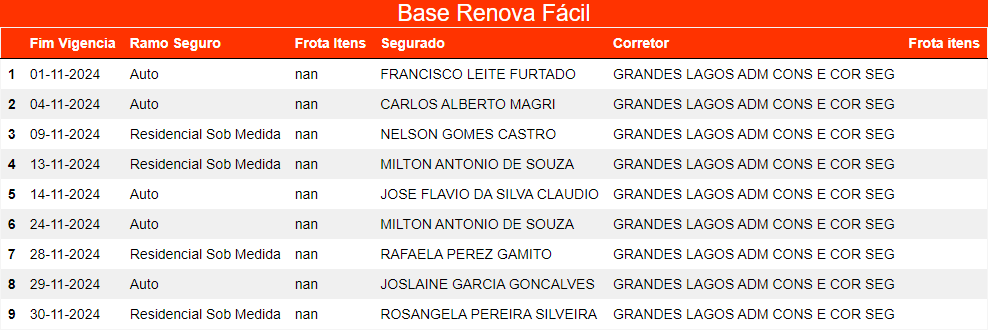 Base Renova Fácil
Fim Vigencia Ramo Seguro Frota Itens Segurado Corretor Frota itens
1 01-11-2024 Auto nan FRANCISCO LEITE FURTADO GRANDES LAGOS ADM CONS E COR SEG
2 04-11-2024 Auto nan CARLOS ALBERTO MAGRI GRANDES LAGOS ADM CONS E COR SEG
3 09-11-2024 Residencial Sob Medida nan NELSON GOMES CASTRO GRANDES LAGOS ADM CONS E COR SEG
4 13-11-2024 Residencial Sob Medida nan MILTON ANTONIO DE SOUZA GRANDES LAGOS ADM CONS E COR SEG
5 14-11-2024 Auto nan JOSE FLAVIO DA SILVA CLAUDIO GRANDES LAGOS ADM CONS E COR SEG
6 24-11-2024 Auto nan MILTON ANTONIO DE SOUZA GRANDES LAGOS ADM CONS E COR SEG
7 28-11-2024 Residencial Sob Medida nan RAFAELA PEREZ GAMITO GRANDES LAGOS ADM CONS E COR SEG
8 29-11-2024 Auto nan JOSLAINE GARCIA GONCALVES GRANDES LAGOS ADM CONS E COR SEG
9 30-11-2024 Residencial Sob Medida nan ROSANGELA PEREIRA SILVEIRA GRANDES LAGOS ADM CONS E COR SEG